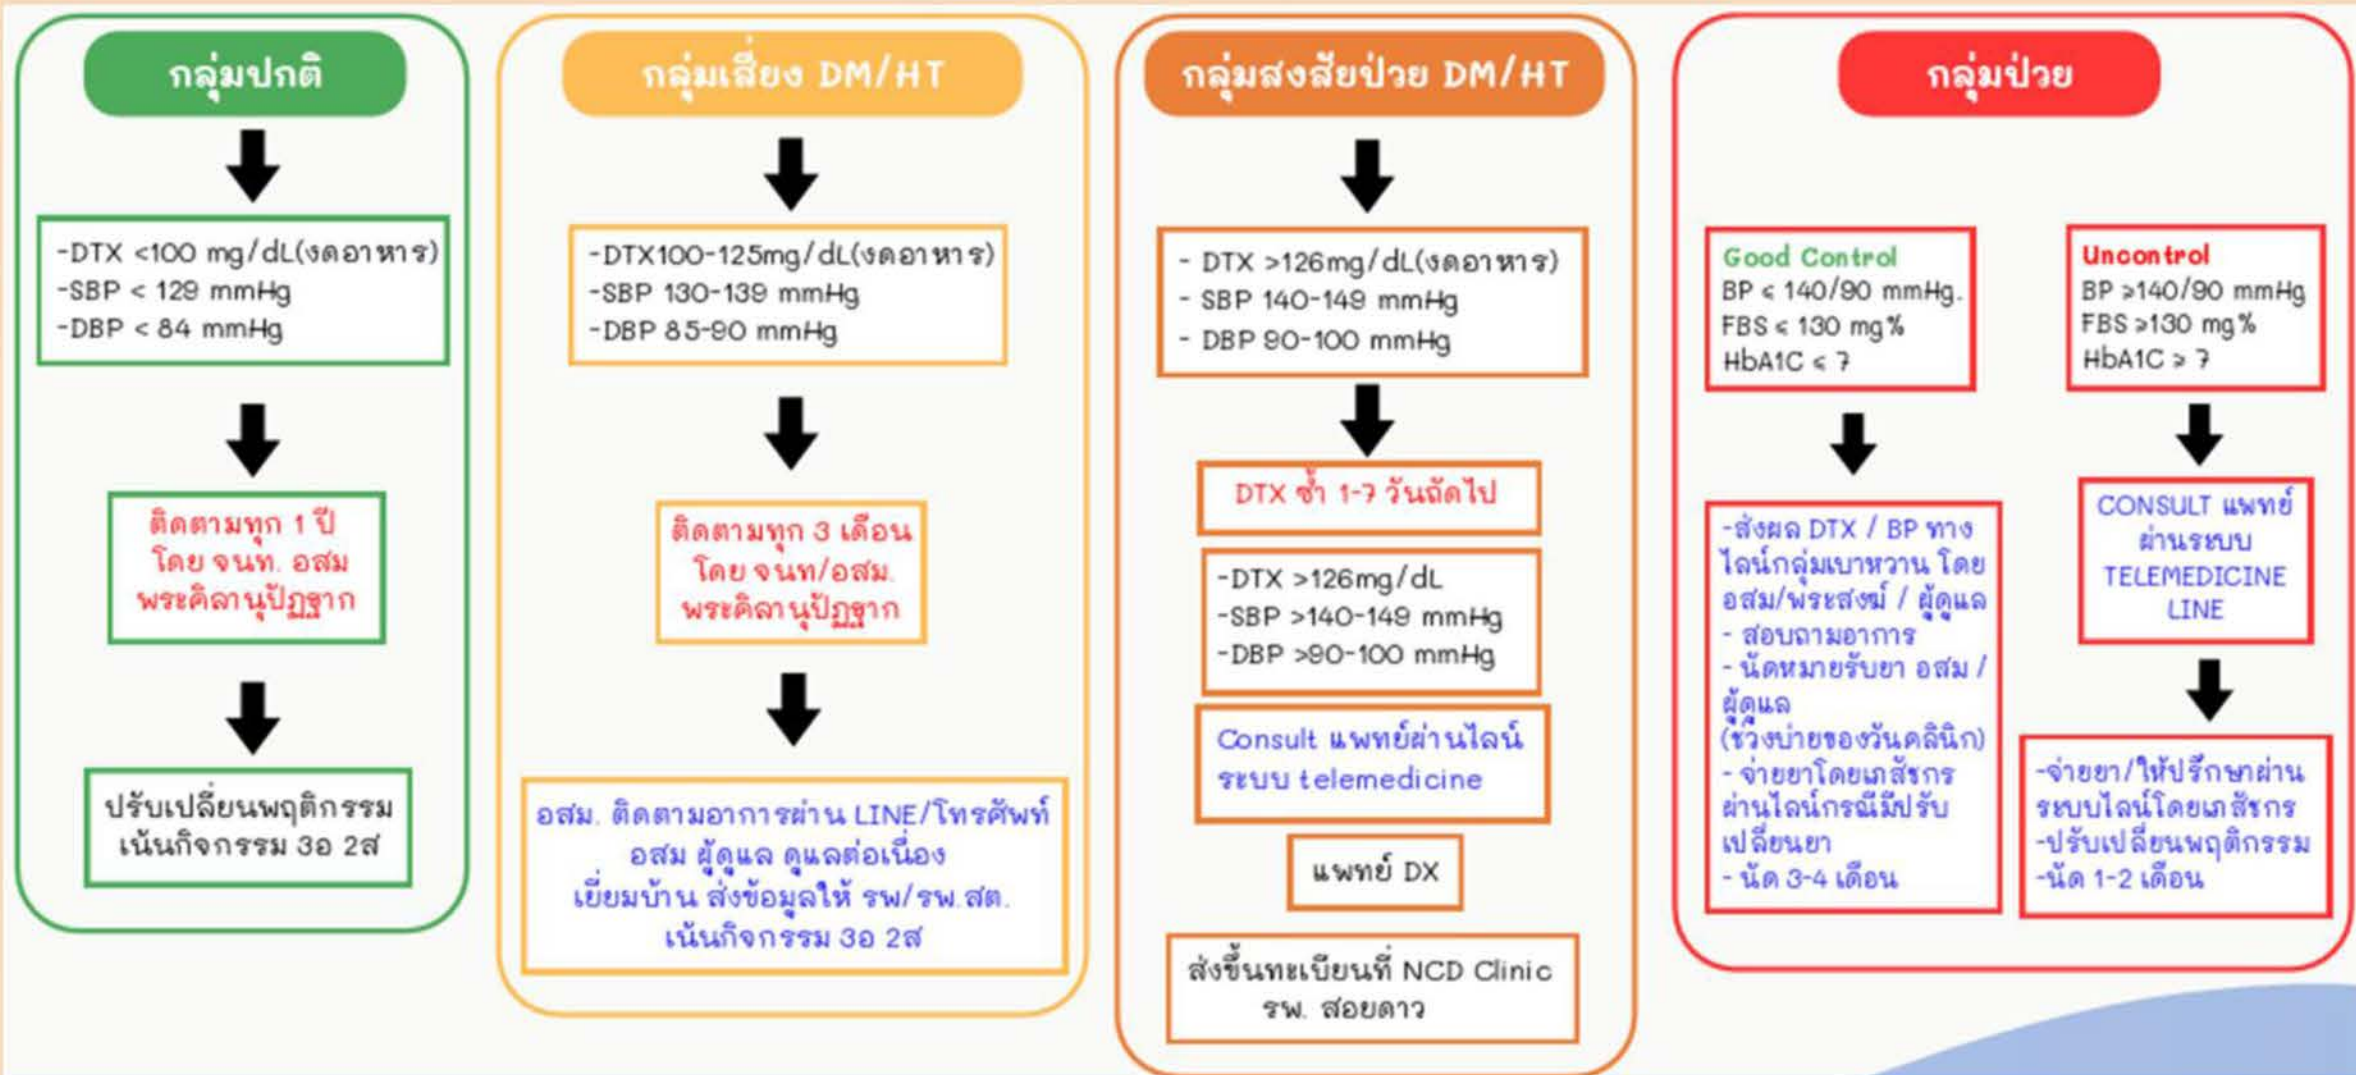 กลุ่มปกติ
-DTX <100 mg/dL(งดอาหาร)
-SBP < 129 mmHg
-DBP < 84 mmHg
ติดตามทุก 1 ปี
โดย จนท. อสม
พระคิลานุปัฏฐาก
ปรับเปลี่ยนพฤติกรรม
เน้นกิจกรรม 3อ 2ส
กลุ่มเสี่ยง DM/HT
-DTX100-125mg/dL(งดอาหาร)
-SBP 130-139 mmHg
-DBP 85-90 mmHg
ติดตามทุก 3 เดือน
โดย จนท/อสม.
พระคิลานุปัฏฐาก
อสม. ติดตามอาการผ่าน LINE/โทรศัพท์
อสม ผู้ดูแล ดูแลต่อเนื่อง
เยี่ยมบ้าน ส่งข้อมูลให้ รพ/รพ.สต.
เน้นกิจกรรม 3อ 2ส
กลุ่มสงสัยป่วย DM/HT
- DTX >126mg/dL(งดอาหาร)
- SBP 140-149 mmHg
- DBP 90-100 mmHg
DTX ซ้ำ 1-7 วันถัดไป
-DTX >126mg/dL
-SBP >140-149 mmHg
-DBP >90-100 mmHg
Consult แพทย์ผ่านไลน์
ระบบ telemedicine
แพทย์ DX
ส่งขึ้นทะเบียนที่ NCD Clinic
รพ. สอยดาว
กลุ่มป่วย
Good Control
BP ≤ 140/90 mmHg.
FBS ≤ 130 mg%
HbA1C ≤ 7
-ส่งผล DTX / BP ทาง
ไลน์กลุ่มเบาหวาน โดย
อสม/พระสงฆ์ / ผู้ดูแล
- สอบถามอาการ
- นัดหมายรับยา อสม /
ผู้ดูแล
(ช่วงบ่ายของวันคลินิก)
- จ่ายยาโดยเภสัชกร
ผ่านไลน์กรณีมีปรับ
เปลี่ยนยา
- นัด 3-4 เดือน
Uncontrol
BP ≥140/90 mmHg
FBS ≥130 mg%
HbA1C ≥ 7
CONSULT แพทย์
ผ่านระบบ
TELEMEDICINE
LINE
-จ่ายยา/ให้ปรึกษาผ่าน
ระบบไลน์โดยเภสัชกร
-ปรับเปลี่ยนพฤติกรรม
-นัด 1-2 เดือน